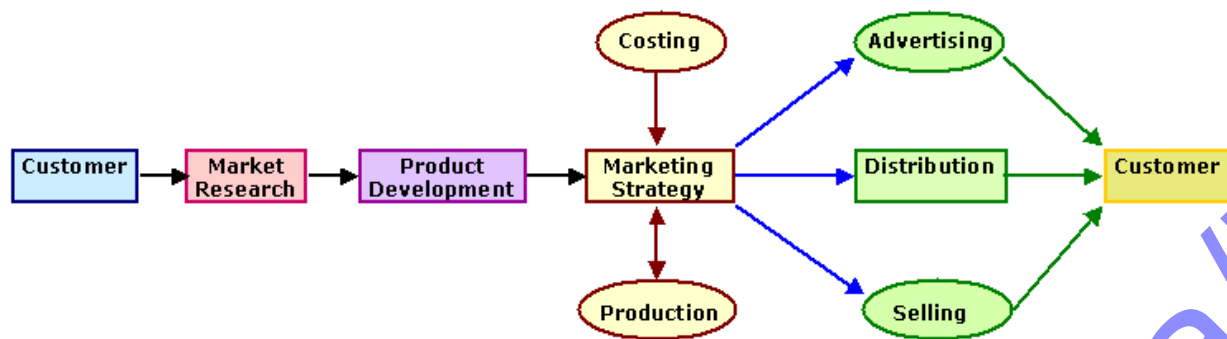 Costing
Advertising
Customer
Market
Research
Product
Development
Marketing
Strategy
Distribution
Customer
Production
Selling